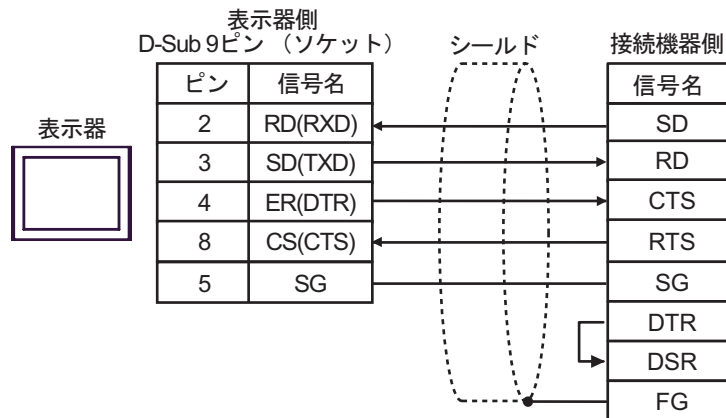 表示器側
D-Sub 9ピン （ソケット）
シールド
接続機器側
ピン 信号名
信号名
表示器
2 RD(RXD) SD
3 SD(TXD) RD
4 ER(DTR) CTS
8 CS(CTS) RTS
5 SG SG
DTR
DSR
FG